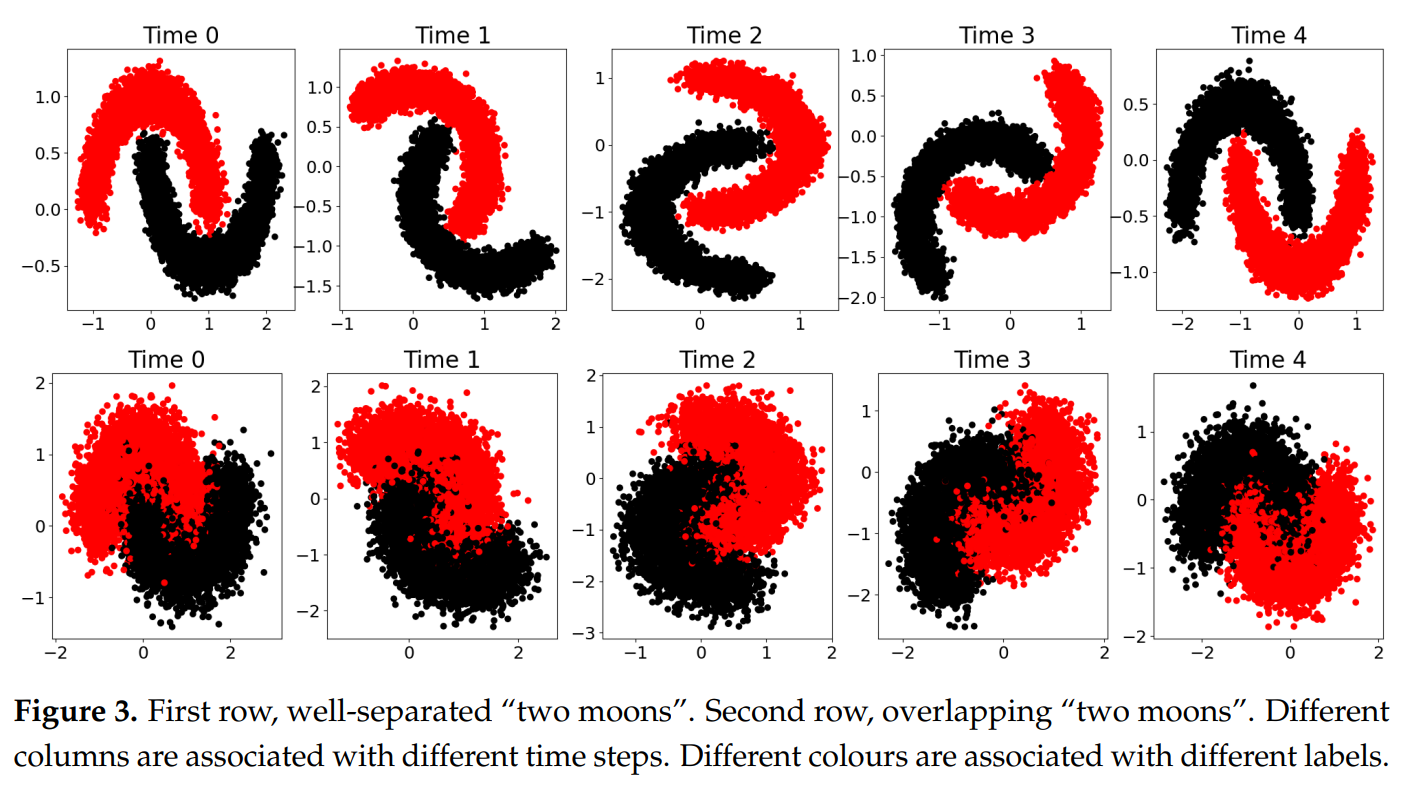 Time 0 Time 1 Time 2 Time 3 Time 4
1.0 0.5 0.0 −0.5
−1 0 1 2
1.0 0.5 0.0 −0.5 −1.0 −1.5
−1 0 1 2
1 0 −1 −2
0 1
1.0 0.5 0.0 −0.5 −1.0 −1.5 −2.0
−1 0 1
0.5 0.0 −0.5 −1.0
−2 −1 0 1
Time 0 Time 1 Time 2 Time 3 Time 4
2 1 0 −1
−2 0 2
2 1 0 −1 −2
0 2
2 1 0 −1 −2 −3
−1 0 1 2
1 0 −1 −2
−2 0 2
1 0 −1 −2
−2 0 2
Figure 3. First row, well-separated “two moons”. Second row, overlapping “two moons”. Different
columns are associated with different time steps. Different colours are associated with different labels.